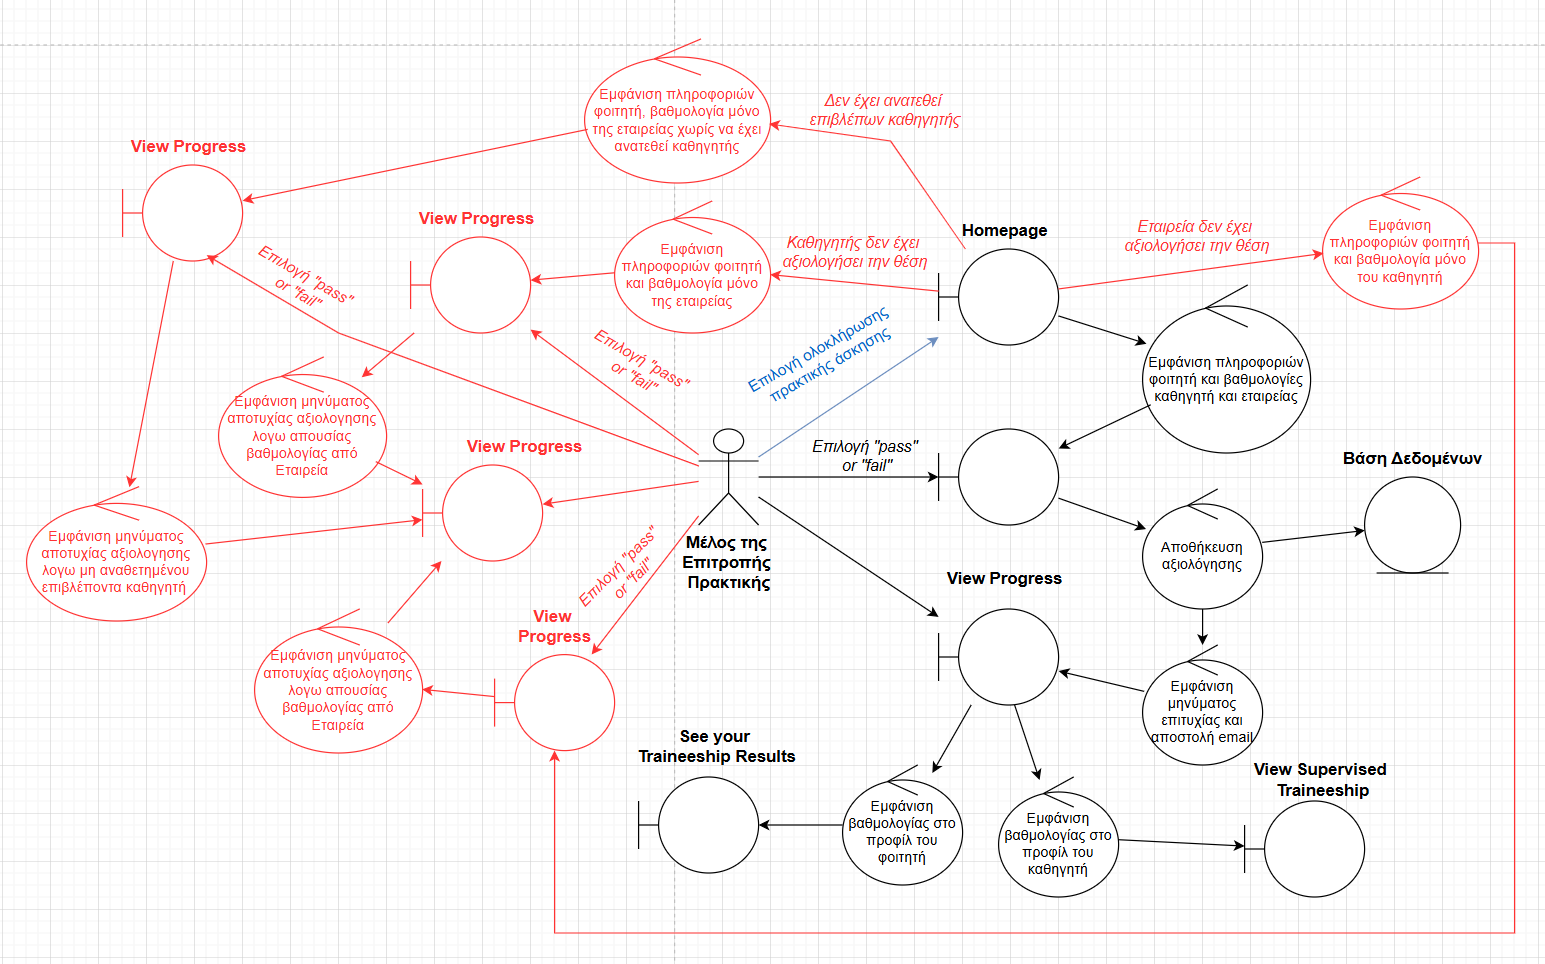 Εμφάνιση πληροφοριών
φοιτητή, βαθμολογία μόνο
της εταιρείας χωρίς να έχει
ανατεθεί καθηγητής
Δεν έχει ανατεθεί
επιβλέπων καθηγητής
View Progress
View Progress
Εμφάνιση
πληροφοριών φοιτητή
και βαθμολογία μόνο
της εταιρείας
Καθηγητής δεν έχει
αξιολογήσει την θέση
Homepage
Εταιρεία δεν έχει
αξιολογήσει την θέση
Εμφάνιση
πληροφοριών φοιτητή
και βαθμολογία μόνο
του καθηγητή
Επιλογή "pass"
or "fail"
Επιλογή "pass"
or "fail"
Επιλογή ολοκλήρωσης
πρακτική άσκησης
Εμφάνιση πληροφοριών
φοιτητή και βαθμολογίες
καθηγητή και εταιρείας
Εμφάνιση μηνύματος
αποτυχίας αξιολογησης
λογω απουσίας
βαθμολογίας από
Εταιρεία
View Progress
Επιλογή "pass"
or "fail"
Βάση Δεδομένων
Εμφάνιση μηνύματος
αποτυχίας αξιολογησης
λογω μη αναθετημένου
επιβλέποντα καθηγητή
Μέλος της
Επιτροπής
Πρακτικής
Αποθήκευση
αξιολόγησης
Επιλογή "pass"
or "fail"
View Progress
View
Progress
Εμφάνιση μηνύματος
αποτυχίας αξιολογησης
λογω απουσίας
βαθμολογίας από
Εταιρεία
Εμφάνιση
μηνύματος
επιτυχίας και
αποστολή email
See your
Traineeship Results
View Supervised
Traineeship
Εμφάνιση
βαθμολογίας στο
προφίλ του
φοιτητή
Εμφάνιση
βαθμολογίας στο
προφίλ του
καθηγητή